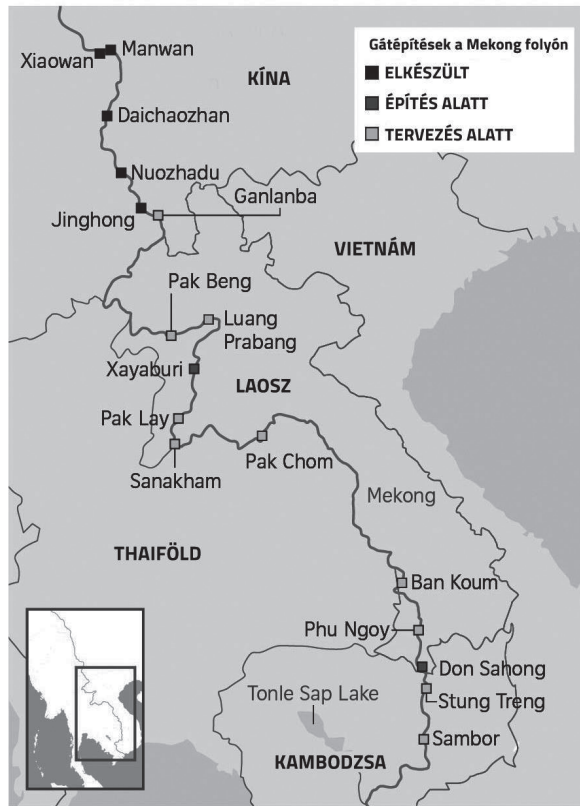 Gátépítések a Mekong folyón
ELKÉSZÜLT
ÉPÍTÉS ALATT
TERVEZÉS ALATT
Manwan
Xiaowan
KÍNA
Daichaozhan
Nuozhadu
Ganlanba
Jinghong
VIETNÁM
Pak Beng
Luang
Prabang
Xayaburi
LAOSZ
Pak Lay
Pak Chom
Sanakham
Mekong
THAIFÖLD
Ban Koum
Phu Ngoy
Don Sahong
Tonle Sap Lake
Stung Treng
Sambor
KAMBODZSA